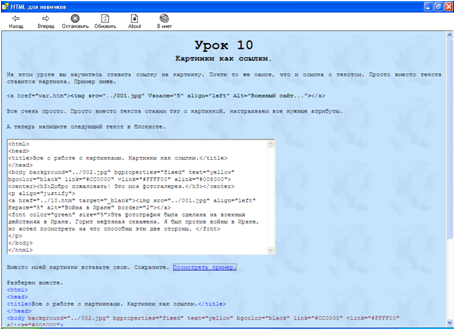 HTML для новичков
Назад Вперед Остановить Обновить About В инет
Урок 10
Картинки как ссылки.
На этом уроке вы научитесь ставить ссылку на картинку. Почти то же самое, что и ссылка с текстом. Просто вместо текста
ставится картинка. Пример ниже.
<a href="var.htm"><img src="../001.jpg" Vspace="5" align="left" Alt="Военный сайт..."></a>
Все очень просто. Просто вместо текста ставим тэг с картинкой, настраиваем все нужные атрибуты.
А теперь напишите следующий текст в блокноте.
<html>
<head>
<title>Все о работе с картинками. Картинки как ссылки.</title>
</head>
<body background="../002.jpg" bgproperties="fixed" text="yellow"
bgcolor="black" link="#CC0000" vlink="#FFFF00" alink="#008000">
<center><h3>Добро пожаловать! Это моя фотогалерея.</h3></center>
<p align="justify">
<a href="../10.htm" target="_blank"><img src="../001.jpg" align="left"
Hspace="5" alt="Война в Ираке" border="2"></a>
<font color="green" size="5">Эта фотография была сделана на военных
действиях в Ираке. Горит нефтяная скважина. Я был против войны в Ираке,
но хотел посмотреть на что способны эти две стороны. </font>
</p>
</body>
</html>
Вместо моей картинки вставьте свою. Сохраните. Посмотреть пример.
Разберем вместе.
<html>
<head>
<title>Все о работе с картинками. Картинки как ссылки.</title>
</head>
<body background="../002.jpg" bgproperties="fixed" text="yellow" bgcolor="black" link="#CC0000" vlink="#FFFF00"
alink="#008000">